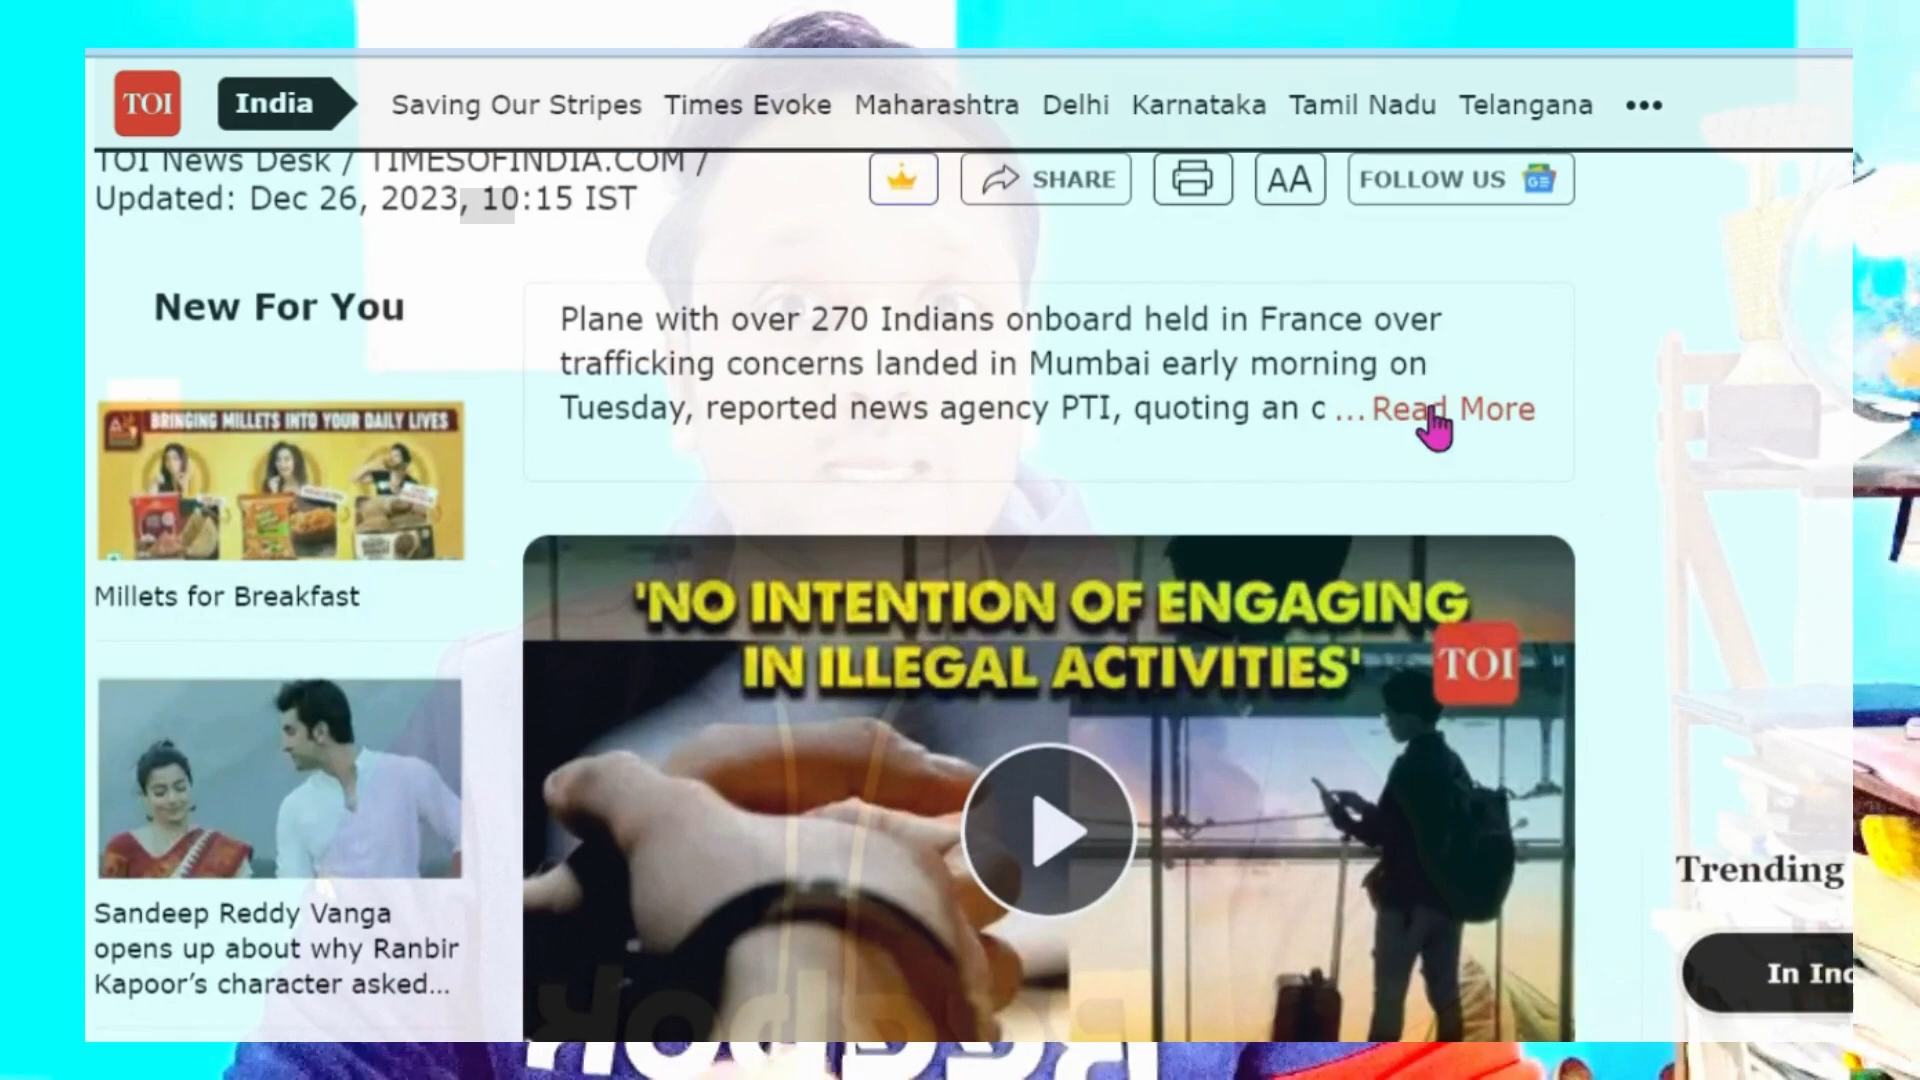 TOI
India
Saving Our Stripes Times Evoke Maharashtra Delhi Karnataka Tamil Nadu Telangana
TOI News Desk / TIMESOFINDIA.COM /
Updated: Dec 26, 2023, 10:15 IST
SHARE
AA
FOLLOW US
GE
New For You
BRINGING MILLETS INTO YOUR DAILY LIVES
Millets for Breakfast
Sandeep Reddy Vanga
opens up about why Ranbir
Kapoor’s character asked...
Plane with over 270 Indians onboard held in France over
trafficking concerns landed in Mumbai early morning on
Tuesday, reported news agency PTI, quoting an c ... Read More
'NO INTENTION OF ENGAGING
IN ILLEGAL ACTIVITIES'
TOI
Trending
In Ind